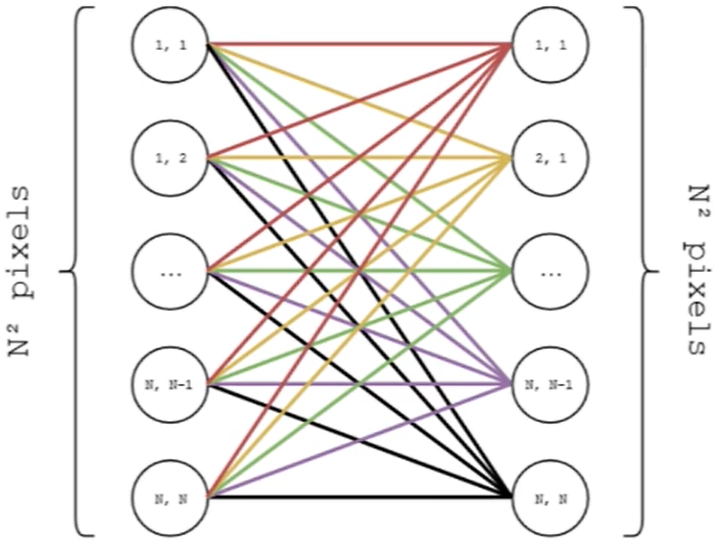 N² pixels
1, 1
1, 2
...
N, N-1
N, N
1, 1
2, 1
...
N, N-1
N, N
N² pixels